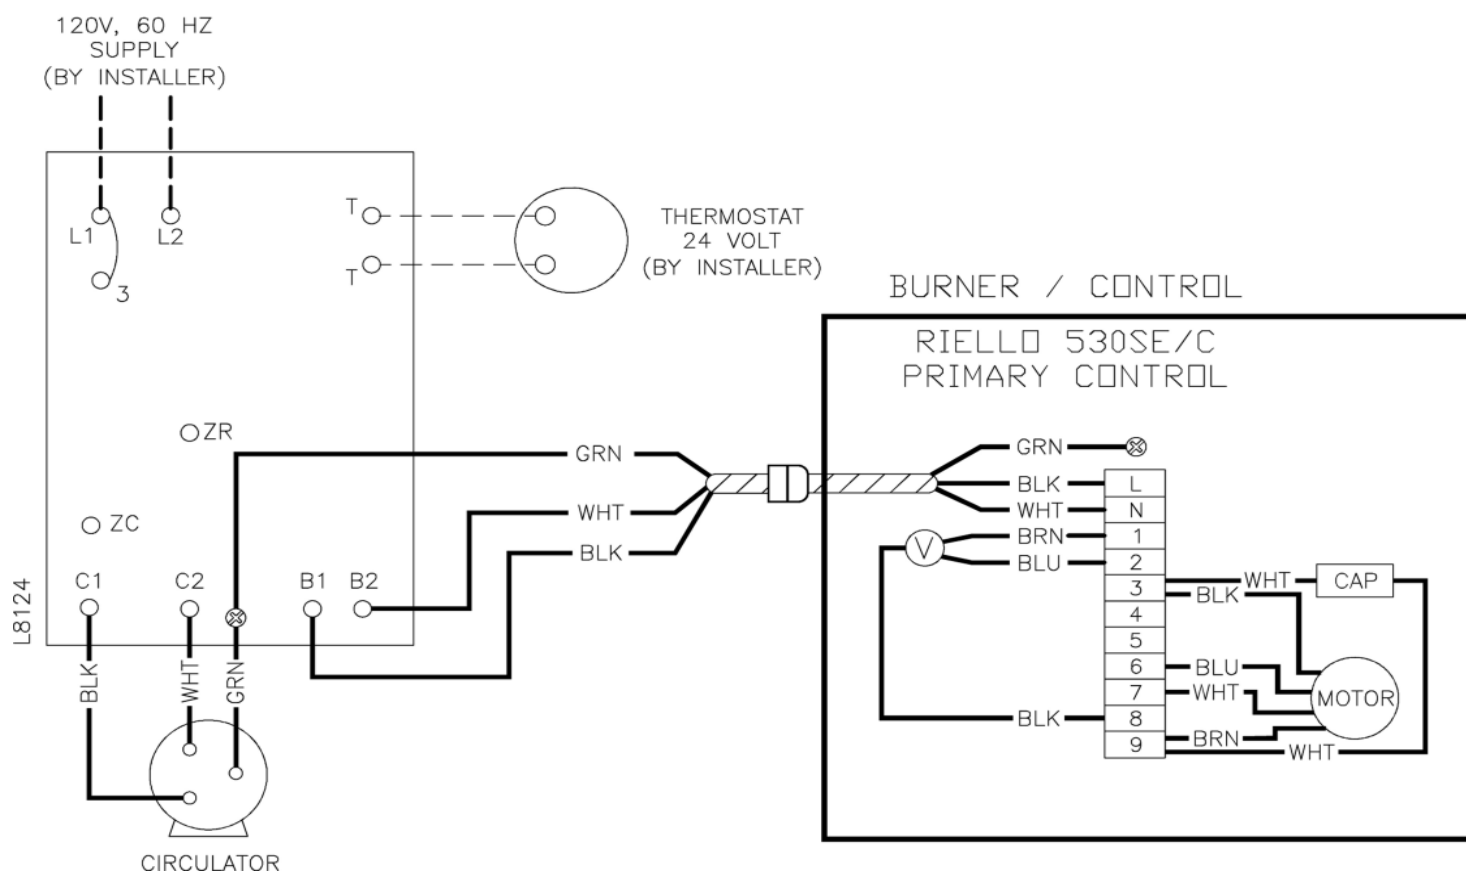 120V, 60 HZ
SUPPLY
(BY INSTALLER)
L1
L2
3
T
T
THERMOSTAT
24 VOLT
(BY INSTALLER)
BURNER / CONTROL
RIELLO 530SE/C
PRIMARY CONTROL
ZR
ZC
GRN
WHT
BLK
C1
C2
B1
B2
L8124
BLK
WHT
GRN
CIRCULATOR
GRN
BLK
WHT
BRN
BLU
V
BLK
L
N
1
2
3
4
5
6
7
8
9
WHT
CAP
BLK
BLU
WHT
MOTOR
BRN
WHT